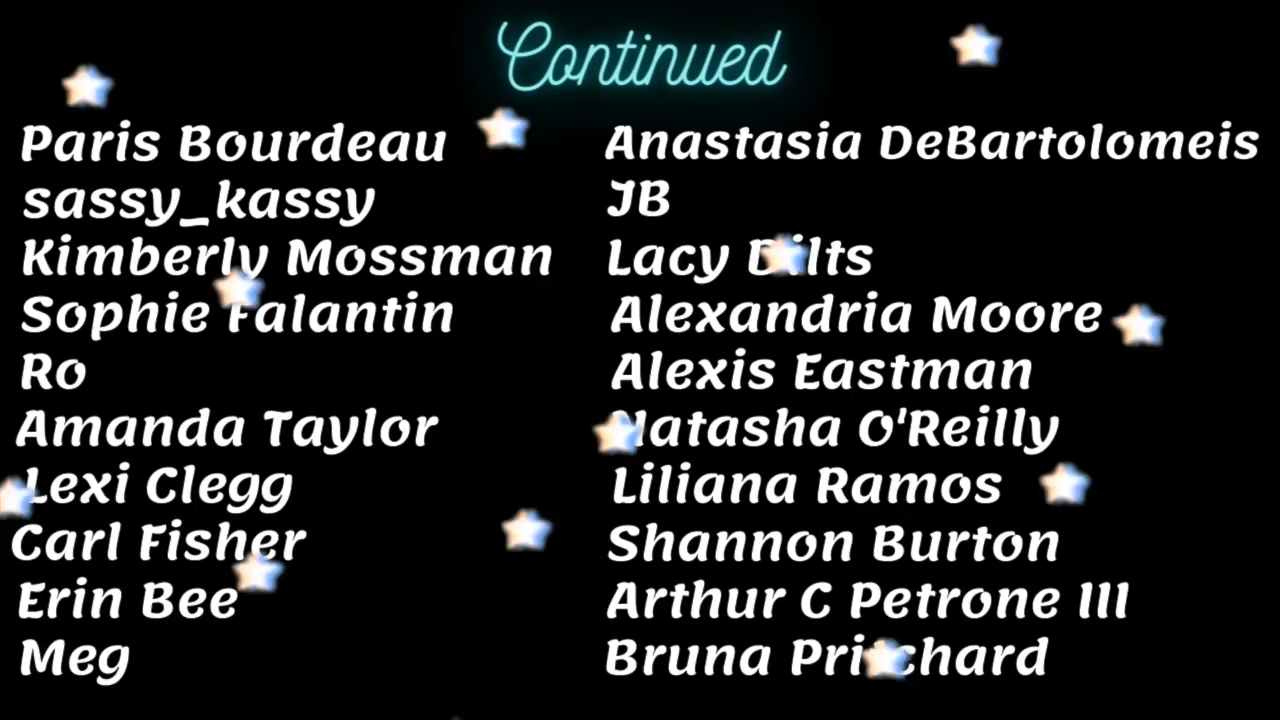 Continued
Paris Bourdeau
sassy_kassy
Kimberly Mossman
Sophie Falantin
Ro
Amanda Taylor
Lexi Clegg
Carl Fisher
Erin Bee
Meg
Anastasia DeBartolomeis
JB
Lacy
Alexandria Moore
Alexis Eastman
Natasha O'Reilly
Liliana Ramos
Shannon Burton
Arthur C Petrone III
Bruna Pritchard